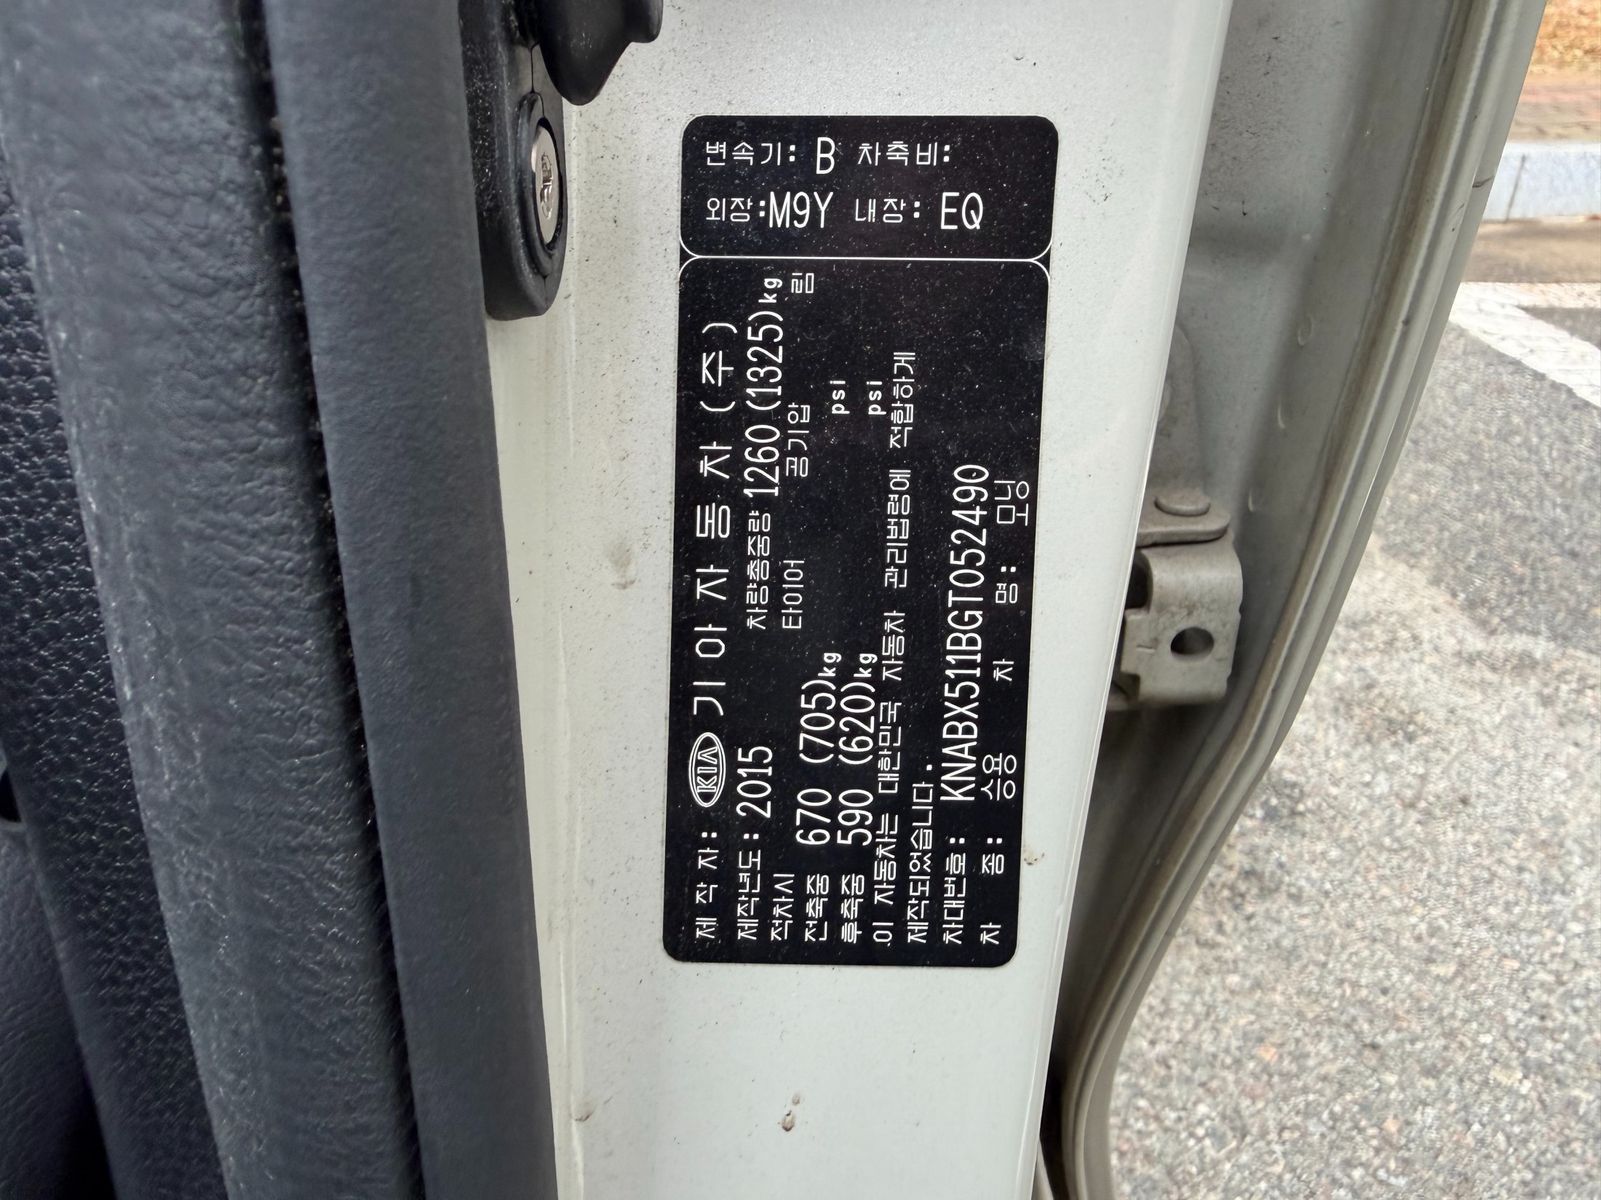 변속기: B 차축비:
외장:M9Y 내장: EQ
제 작 자: KIA 기 아 자 동 차 (주)
제작년도: 2015 차량총중량 1260 (1325)kg
적차시 타이어 공기압 림
전축중 670 (705)kg psi
후축중 590 (620)kg psi
이 자동차는 대한민국 자동차 관리법령에 적합하게
제작되었습니다.
차대번호: KNABX511BGT052490
차 종: 승용 차 명: 모닝